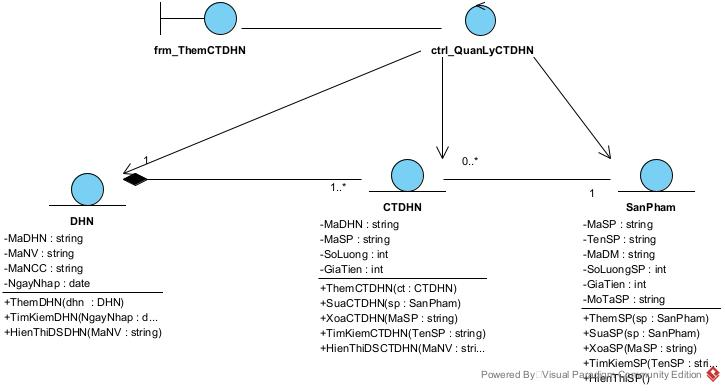 frm_ThemCTDHN
ctrl_QuanLyCTDHN
1
1..*
0..*
1
DHN
-MaDHN : string
-MaNV : string
-MaNCC : string
-NgayNhap : date
+ThemDHN(dhn : DHN)
+TimKiemDHN(NgayNhap : d...
+HienThiDSDHN(MaNV : string)
CTDHN
-MaDHN : string
-MaSP : string
-SoLuong : int
-GiaTien : int
+ThemCTDHN(ct : CTDHN)
+SuaCTDHN(sp : SanPham)
+XoaCTDHN(MaSP : string)
+TimKiemCTDHN(TenSP : string)
+HienThiDSCTDHN(MaNV : stri...
SanPham
-MaSP : string
-TenSP : string
-MaDM : string
-SoLuongSP : int
-GiaTien : int
-MoTaSP : string
+ThemSP(sp : SanPham)
+SuaSP(sp : SanPham)
+XoaSP(MaSP : string)
+TimKiemSP(TenSP : stri...
+HienThiSP()
Powered By Visual Paradigm Community Edition